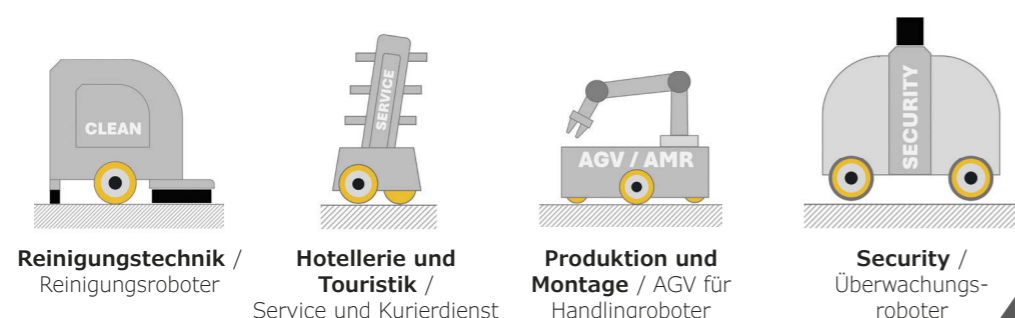 CLEAN
SERVICE
AGV / AMR
SECURITY
Reinigungstechnik /
Reinigungsroboter
Hotellerie und
Touristik /
Service und Kurierdienst
Produktion und
Montage / AGV für
Handlingroboter
Security /
Überwachungs-
roboter